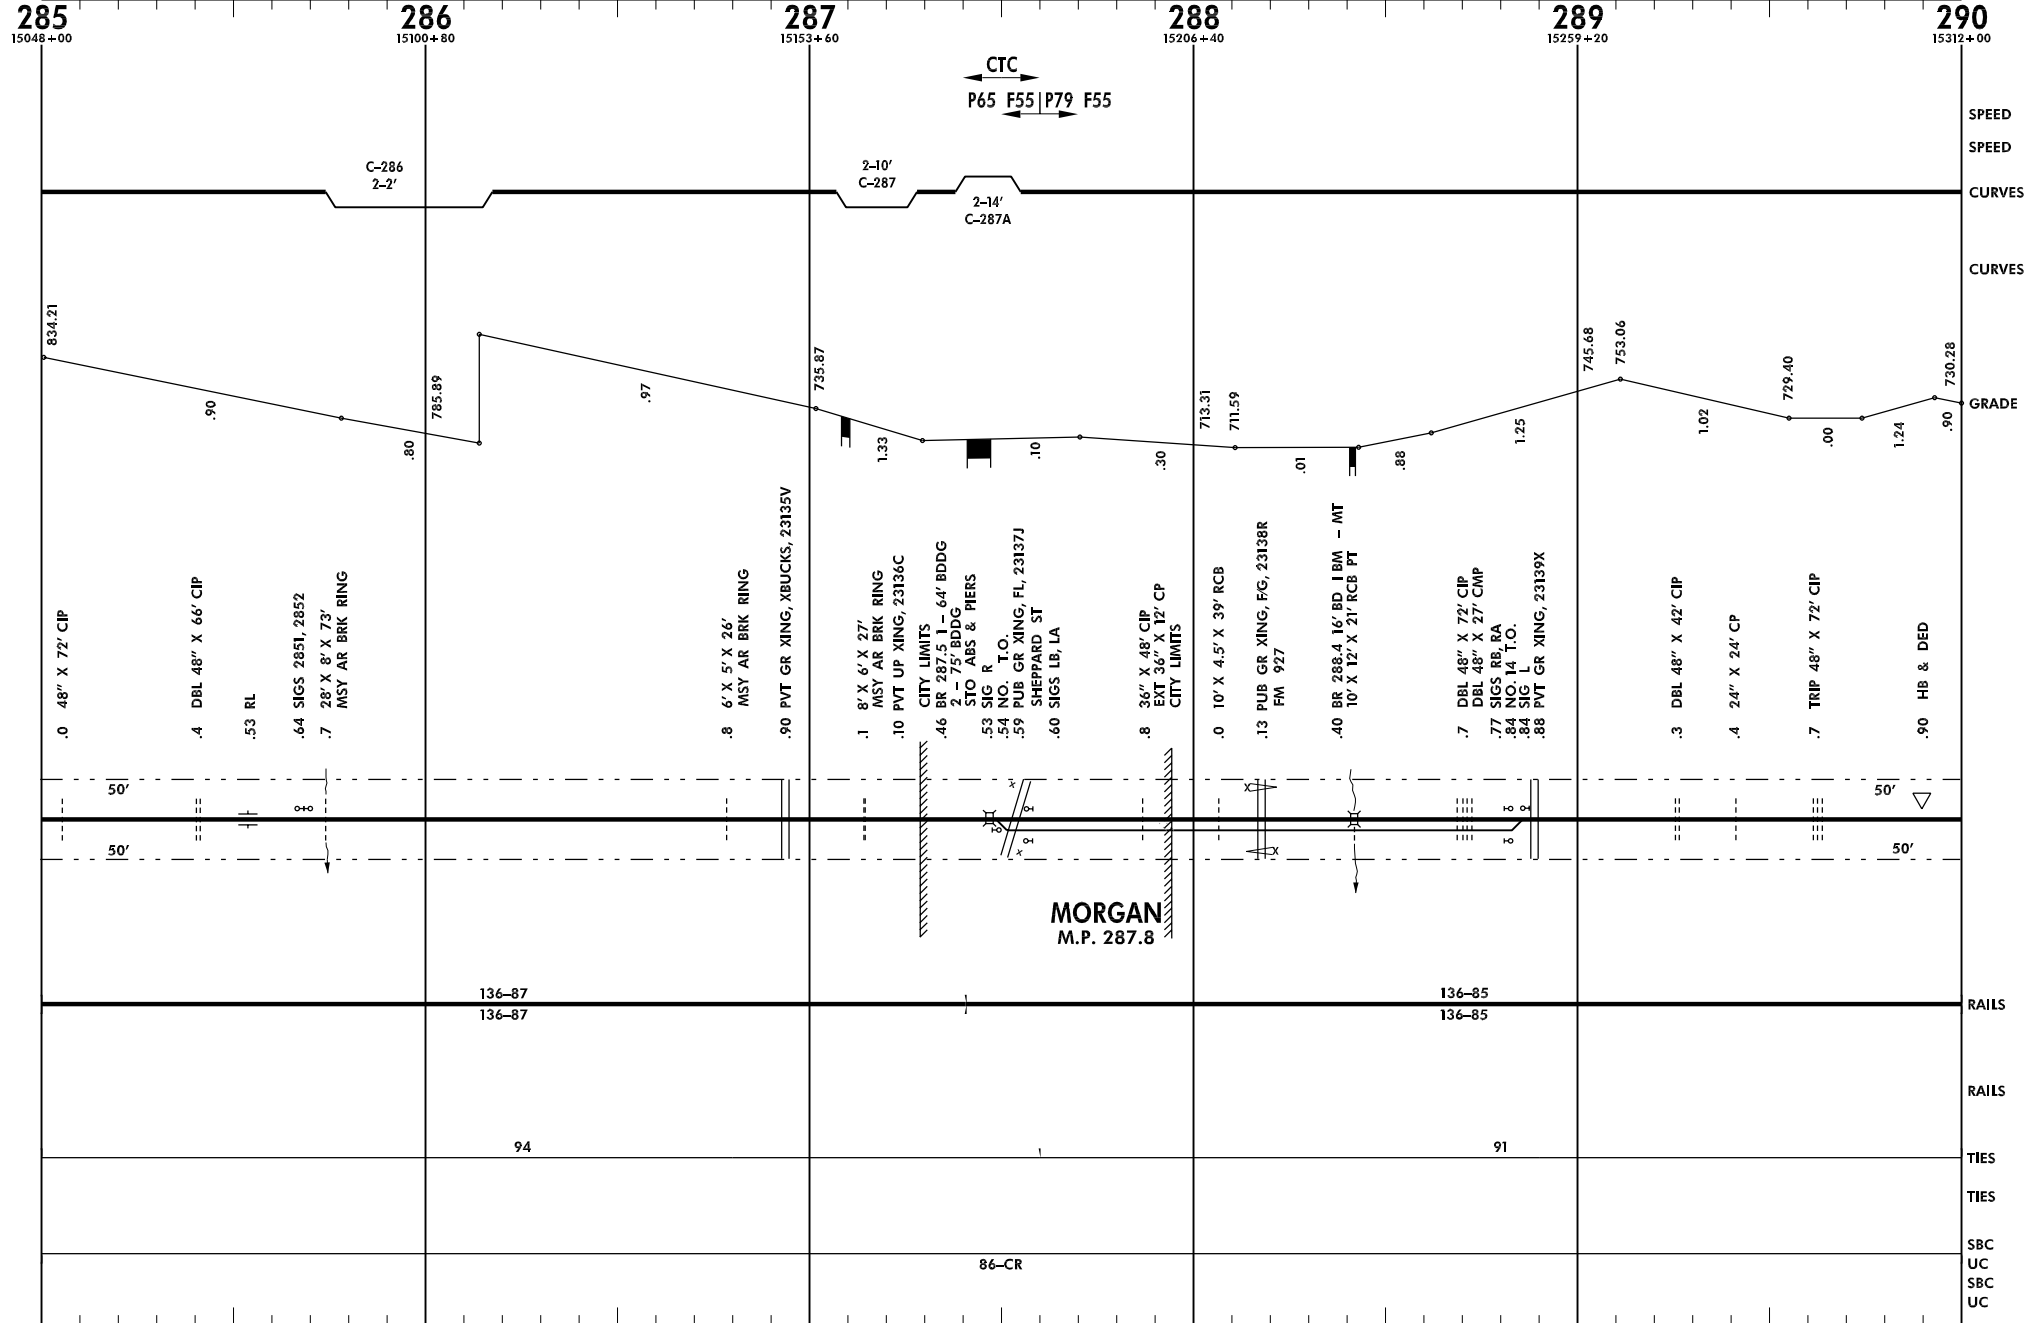 285 286 287 288 289 290
15048+00 15100+80 15153+60 15206+40 15259+20 15312+00
CTC
P65 F55 P79 F55
SPEED
SPEED
C–286
2–2′
2–10′
C–287
2–14′
C–287A
CURVES
CURVES
834.21
785.89
735.87
713.31
711.59
745.68
753.06
729.40
730.28
GRADE
.90
.80
.97
1.33
.10
.30
.01
.88
1.25
1.02
.00
1.24
.90
.0 48″ X 72′ CIP
.4 DBL 48″ X 66′ CIP
.53 RL
.64 SIGS 2851, 2852
.7 28′ X 8′ X 73′
MSY AR BRK RING
.8 6′ X 5′ X 26′
MSY AR BRK RING
.90 PVT GR XING, XBUCKS, 23135V
.1 8′ X 6′ X 27′
MSY AR BRK RING
.10 PVT UP XING, 23136C
CITY LIMITS
.46 BR 287.5 1 – 64′ BDDG
2 – 75′ BDDG
STO ABS & PIERS
.53 SIG R
.54 NO. T.O.
.59 PUB GR XING, FL, 23137J
SHEPPARD ST
.60 SIGS LB, LA
.8 36″ X 48′ CIP
EXT 36″ X 12′ CP
CITY LIMITS
.0 10′ X 4.5′ X 39′ RCB
.13 PUB GR XING, F/G, 23138R
FM 927
.40 BR 288.4 16′ BD I BM – MT
10′ X 12′ X 21′ RCB PT
.7 DBL 48″ X 72′ CIP
DBL 48″ X 27′ CMP
.77 SIGS RB, RA
.84 NO. 14 T.O.
.84 SIG L
.88 PVT GR XING, 23139X
.3 DBL 48″ X 42′ CIP
.4 24″ X 24′ CP
.7 TRIP 48″ X 72′ CIP
.90 HB & DED
50′ 50′
50′ 50′
MORGAN
M.P. 287.8
136–87 136–85
136–87 136–85
RAILS
RAILS
94 91
TIES
TIES
SBC
86–CR
UC
SBC
UC